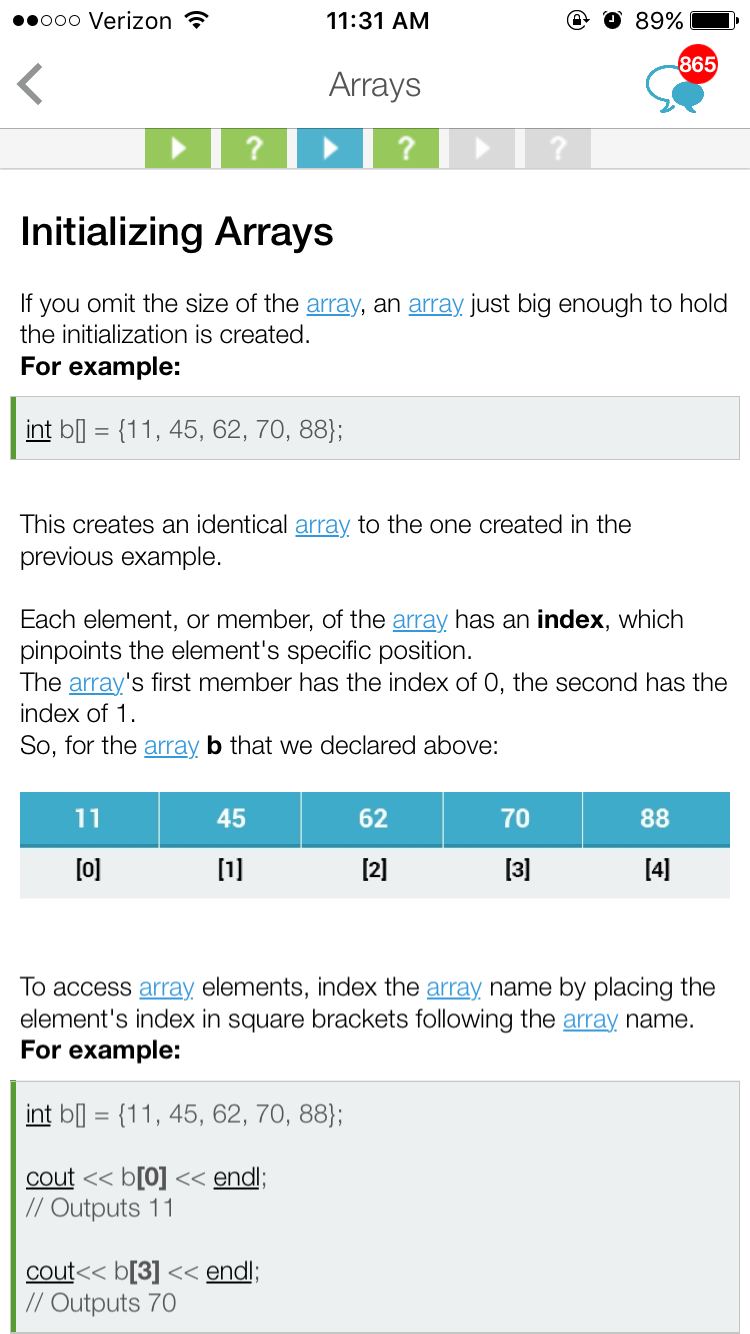 Verizon 11:31 AM 89%
Arrays 865
? ? ?
Initializing Arrays
If you omit the size of the array, an array just big enough to hold
the initialization is created.
For example:
int b[] = {11, 45, 62, 70, 88};
This creates an identical array to the one created in the
previous example.
Each element, or member, of the array has an index, which
pinpoints the element's specific position.
The array's first member has the index of 0, the second has the
index of 1.
So, for the array b that we declared above:
11 45 62 70 88
[0] [1] [2] [3] [4]
To access array elements, index the array name by placing the
element's index in square brackets following the array name.
For example:
int b[] = {11, 45, 62, 70, 88};
cout << b[0] << endl;
// Outputs 11
cout<< b[3] << endl;
// Outputs 70